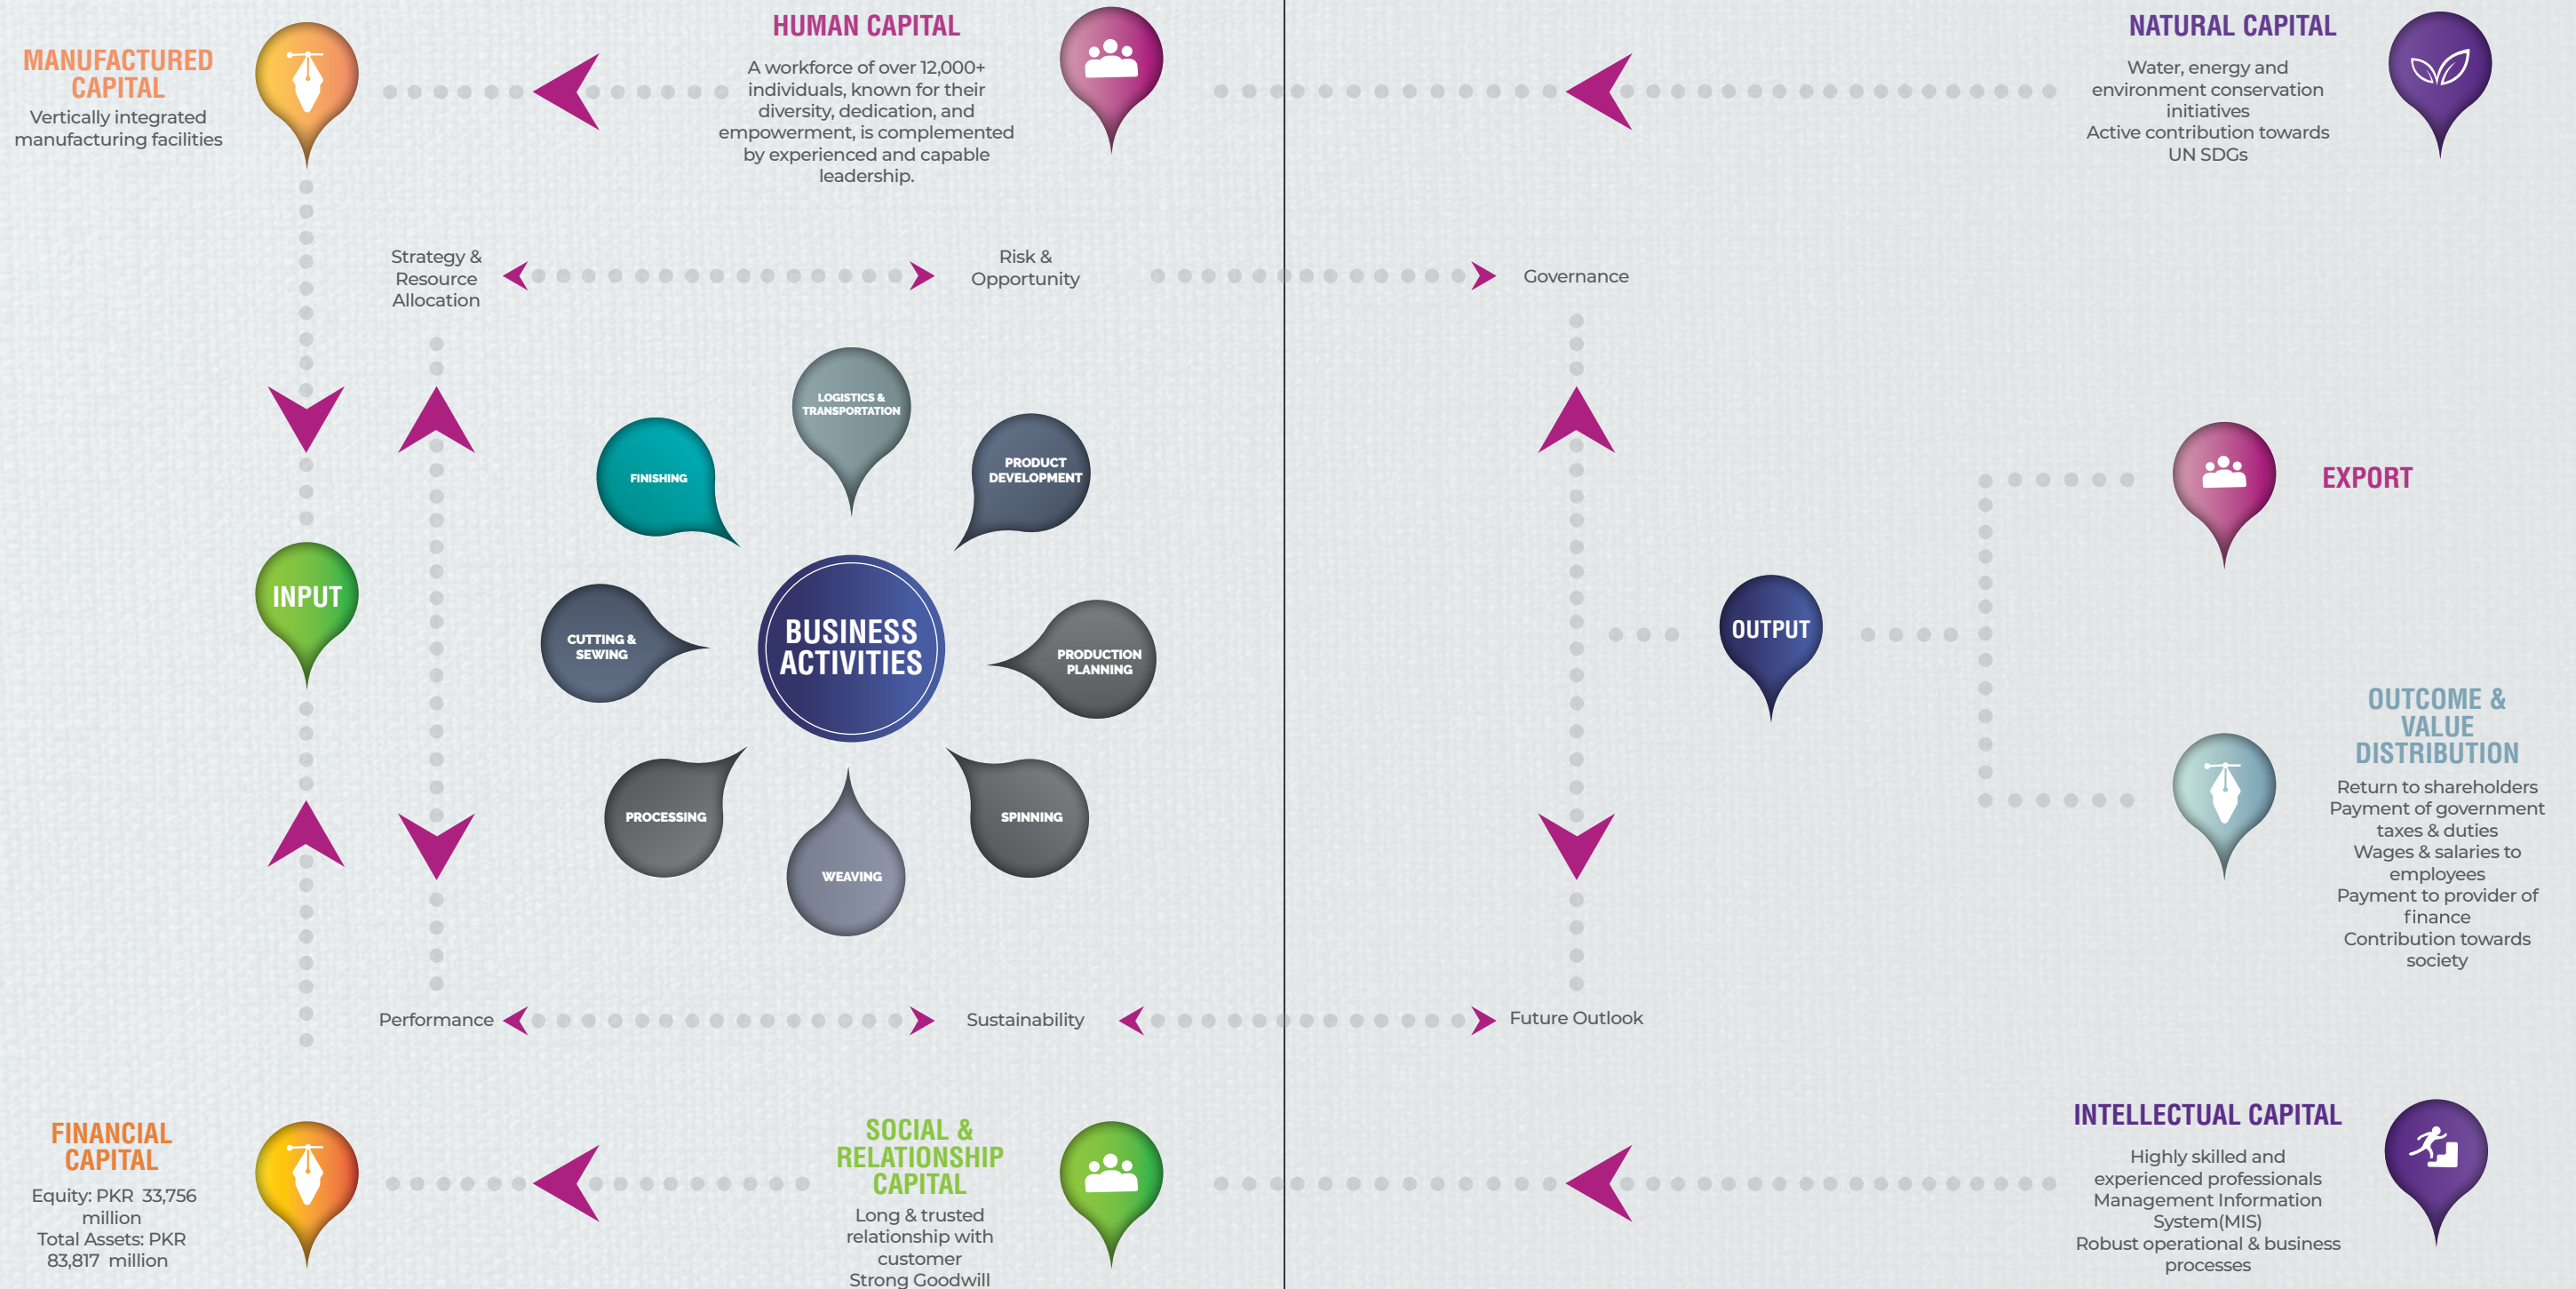 MANUFACTURED
CAPITAL
Vertically integrated
manufacturing facilities
HUMAN CAPITAL
A workforce of over 12,000+
individuals, known for their
diversity, dedication, and
empowerment, is complemented
by experienced and capable
leadership.
NATURAL CAPITAL
Water, energy and
environment conservation
initiatives
Active contribution towards
UN SDGs
Strategy &
Resource
Allocation
Risk &
Opportunity
Governance
LOGISTICS &
TRANSPORTATION
FINISHING
PRODUCT
DEVELOPMENT
EXPORT
INPUT
CUTTING &
SEWING
BUSINESS
ACTIVITIES
PRODUCTION
PLANNING
OUTPUT
PROCESSING
WEAVING
SPINNING
OUTCOME &
VALUE
DISTRIBUTION
Return to shareholders
Payment of government
taxes & duties
Wages & salaries to
employees
Payment to provider of
finance
Contribution towards
society
Performance
Sustainability
Future Outlook
FINANCIAL
CAPITAL
Equity: PKR 33,756
million
Total Assets: PKR
83,817 million
SOCIAL &
RELATIONSHIP
CAPITAL
Long & trusted
relationship with
customer
Strong Goodwill
INTELLECTUAL CAPITAL
Highly skilled and
experienced professionals
Management Information
System(MIS)
Robust operational & business
processes